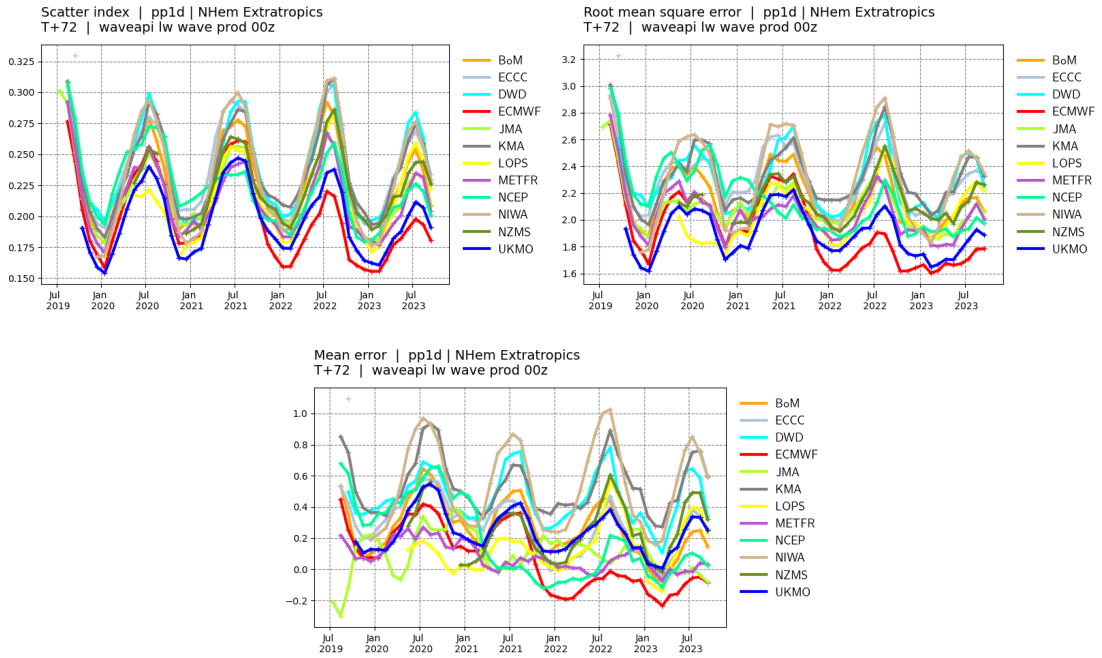 Scatter index | pp1d | NHem Extratropics
T+72 | waveapi lw wave prod 00z
0.325
0.300
0.275
0.250
0.225
0.200
0.175
0.150
Jul 2019
Jan 2020
Jul 2020
Jan 2021
Jul 2021
Jan 2022
Jul 2022
Jan 2023
Jul 2023
BoM
ECCC
DWD
ECMWF
JMA
KMA
LOPS
METFR
NCEP
NIWA
NZMS
UKMO
Root mean square error | pp1d | NHem Extratropics
T+72 | waveapi lw wave prod 00z
3.2
3.0
2.8
2.6
2.4
2.2
2.0
1.8
1.6
Jul 2019
Jan 2020
Jul 2020
Jan 2021
Jul 2021
Jan 2022
Jul 2022
Jan 2023
Jul 2023
BoM
ECCC
DWD
ECMWF
JMA
KMA
LOPS
METFR
NCEP
NIWA
NZMS
UKMO
Mean error | pp1d | NHem Extratropics
T+72 | waveapi lw wave prod 00z
1.0
0.8
0.6
0.4
0.2
0.0
−0.2
Jul 2019
Jan 2020
Jul 2020
Jan 2021
Jul 2021
Jan 2022
Jul 2022
Jan 2023
Jul 2023
BoM
ECCC
DWD
ECMWF
JMA
KMA
LOPS
METFR
NCEP
NIWA
NZMS
UKMO